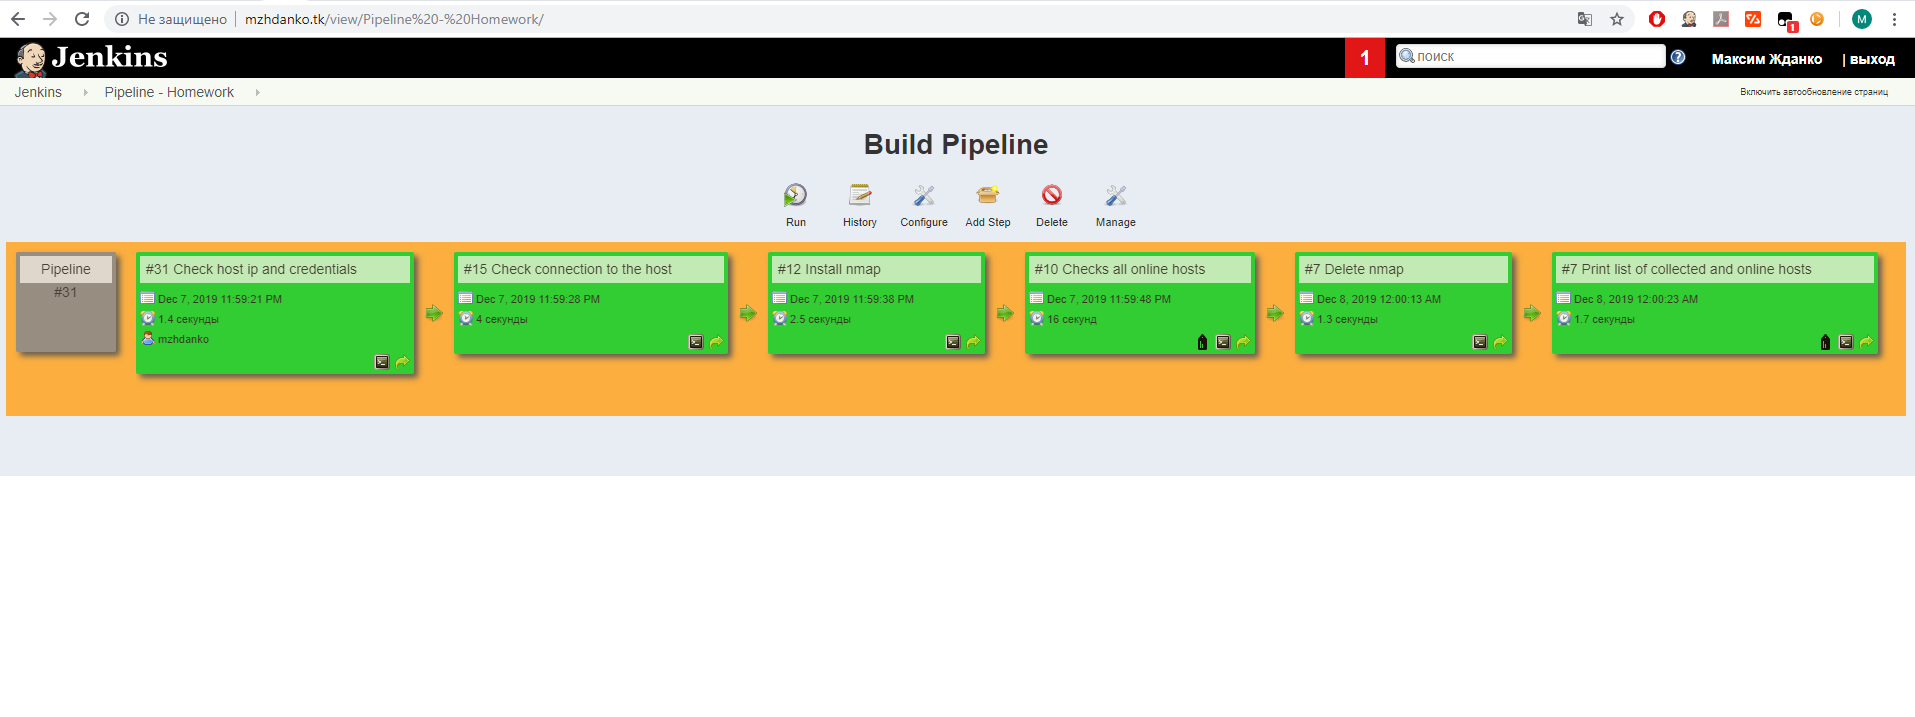 Не защищено
mzhdanko.tk/view/Pipeline%20-%20Homework/
1
M
Jenkins
1
поиск
Максим Жданко
| выход
Jenkins
Pipeline - Homework
Включить автообновление страниц
Build Pipeline
Run
History
Configure
Add Step
Delete
Manage
Pipeline
#31
#31 Check host ip and credentials
Dec 7, 2019 11:59:21 PM
1.4 секунды
mzhdanko
#15 Check connection to the host
Dec 7, 2019 11:59:28 PM
4 секунды
#12 Install nmap
Dec 7, 2019 11:59:38 PM
2.5 секунды
#10 Checks all online hosts
Dec 7, 2019 11:59:48 PM
16 секунд
#7 Delete nmap
Dec 8, 2019 12:00:13 AM
1.3 секунды
#7 Print list of collected and online hosts
Dec 8, 2019 12:00:23 AM
1.7 секунды